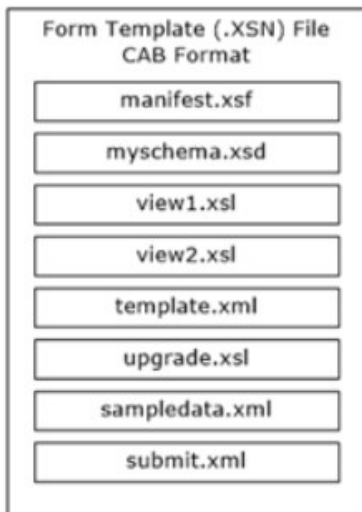 Form Template (.XSN) File
CAB Format
manifest.xsf
myschema.xsd
view1.xsl
view2.xsl
template.xml
upgrade.xsl
sampledata.xml
submit.xml